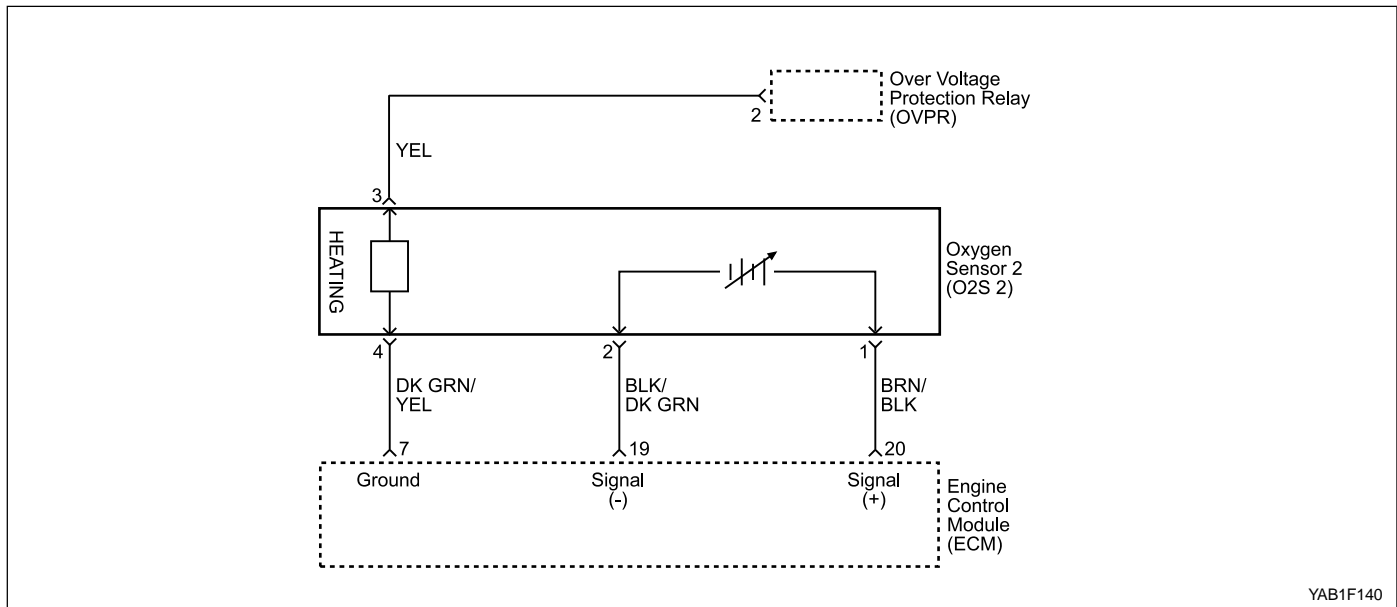 Over Voltage
Protection Relay
(OVPR)
2
YEL
3
HEATING
Oxygen
Sensor 2
(O2S 2)
4
2
1
DK GRN/
YEL
BLK/
DK GRN
BRN/
BLK
7
19
20
Ground
Signal
(-)
Signal
(+)
Engine
Control
Module
(ECM)
YAB1F140